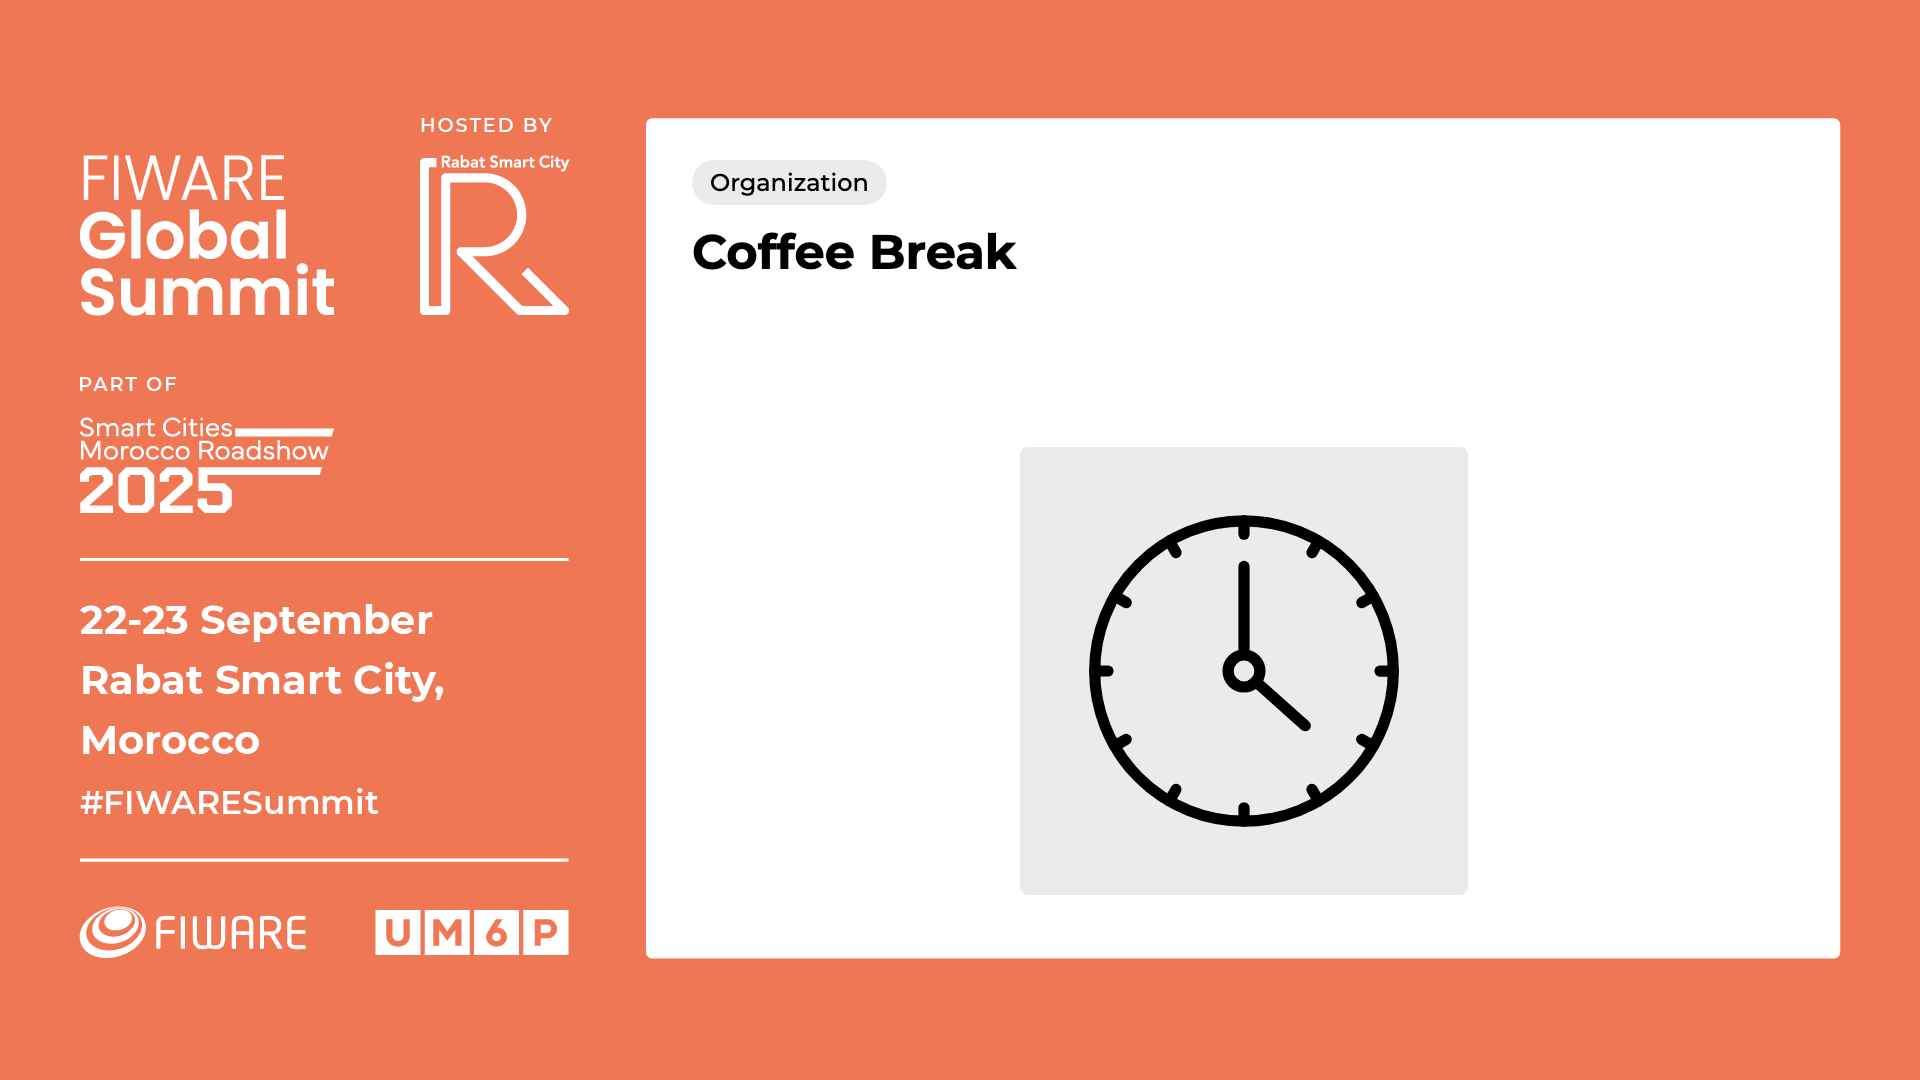 FIWARE
Global
Summit
HOSTED BY
Rabat Smart City
R
PART OF
Smart Cities
Morocco Roadshow
2025
22-23 September
Rabat Smart City,
Morocco
#FIWARESummit
FIWARE
UM6P
Organization
Coffee Break